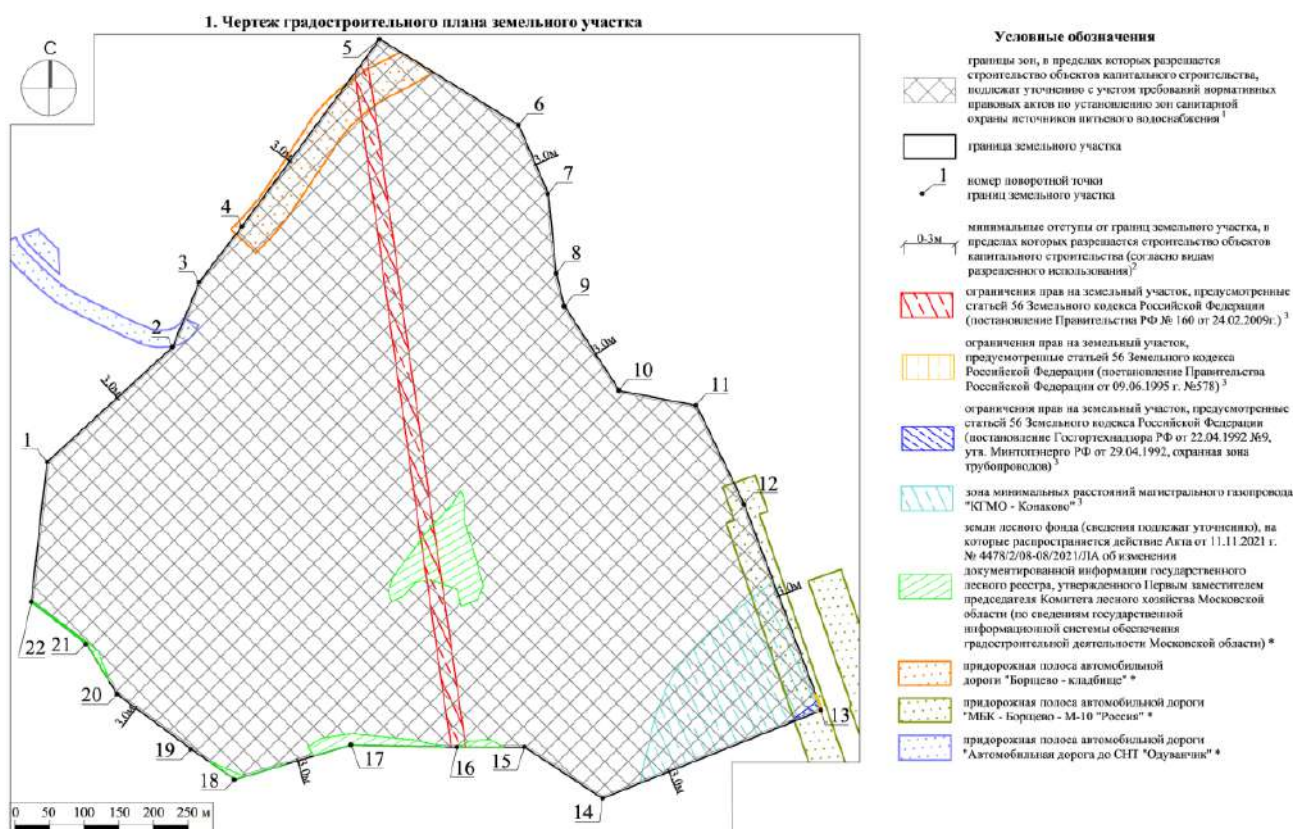 1. Чертеж градостроительного плана земельного участка
С
5
6
3.0м
3.0м
7
4
8
3
9
2
3.0м
3.0м
10
11
1
12
3.0м
22
21
20
3.0м
19
18
3.0м
17
16
15
14
3.0м
13
0 50 100 150 200 250 м
Условные обозначения
границы зон, в пределах которых разрешается
строительство объектов капитального строительства,
подлежат уточнению с учетом требований нормативных
правовых актов по установлению зон санитарной
охраны источников питьевого водоснабжения 1
граница земельного участка
1
номер поворотной точки
границ земельного участка
0-3м
минимальные отступы от границ земельного участка, в
пределах которых разрешается строительство объектов
капитального строительства (согласно видам
разрешенного использования)2
ограничения прав на земельный участок, предусмотренные
статьей 56 Земельного кодекса Российской Федерации
(постановление Правительства РФ № 160 от 24.02.2009г.) 3
ограничения прав на земельный участок,
предусмотренные статьей 56 Земельного кодекса
Российской Федерации (постановление Правительства
Российской Федерации от 09.06.1995 г. №578) 3
ограничения прав на земельный участок, предусмотренные
статьей 56 Земельного кодекса Российской Федерации
(постановление Госгортехнадзора РФ от 22.04.1992 №9,
утв. Минтопэнерго РФ от 29.04.1992, охранная зона
трубопроводов) 3
зона минимальных расстояний магистрального газопровода
"КГМО - Конаково" 3
земли лесного фонда (сведения подлежат уточнению), на
которые распространяется действие Акта от 11.11.2021 г.
№ 4478/2/08-08/2021/ЛА об изменения
документированной информации государственного
лесного реестра, утвержденного Первым заместителем
председателя Комитета лесного хозяйства Московской
области (по сведениям государственной
информационной системы обеспечения
градостроительной деятельности Московской области) *
придорожная полоса автомобильной
дороги "Борщево - кладбище" *
придорожная полоса автомобильной дороги
"МБК - Борщево - М-10 "Россия" *
придорожная полоса автомобильной дороги
"Автомобильная дорога до СНТ "Одуванчик" *